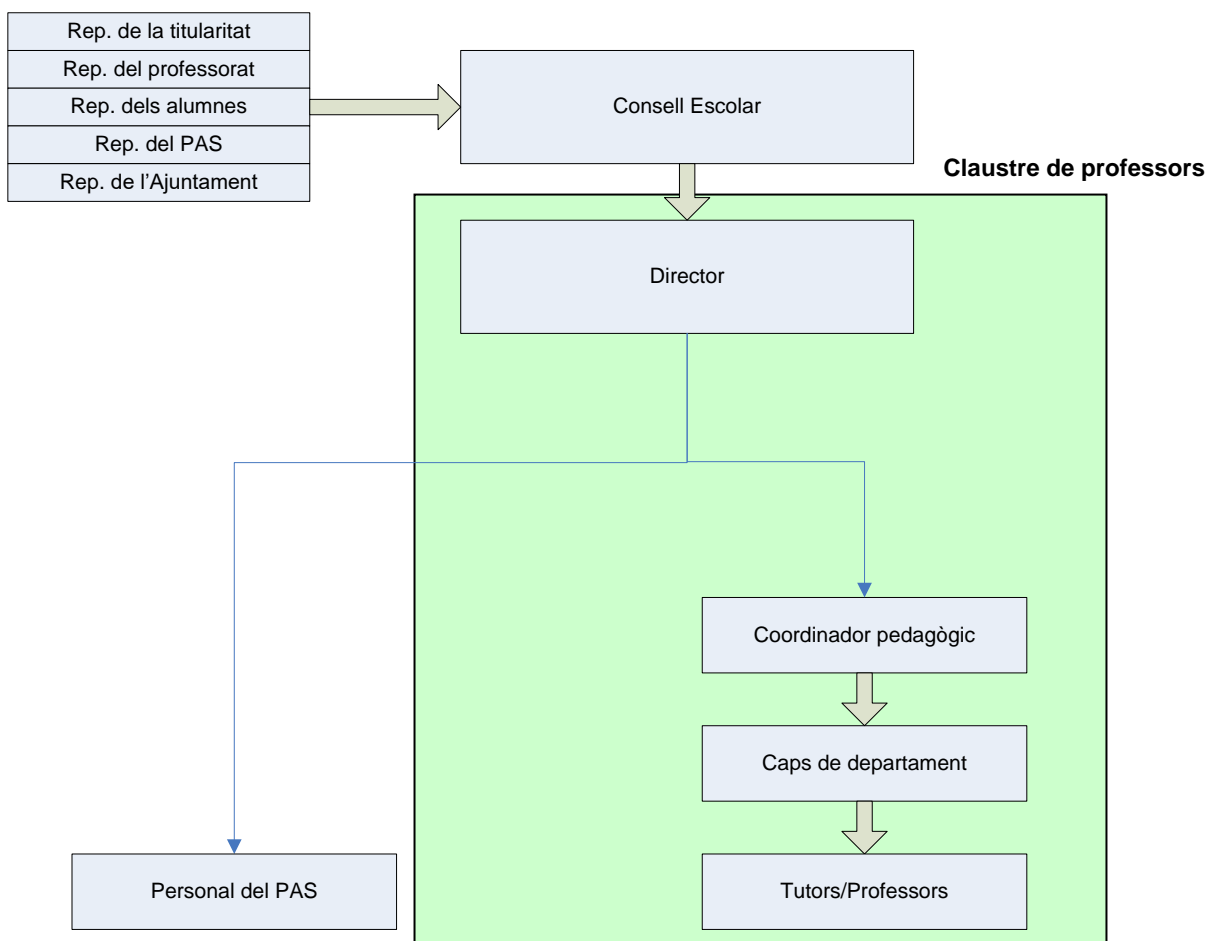 Rep. de la titularitat
Rep. del professorat
Rep. dels alumnes
Rep. del PAS
Rep. de l’Ajuntament
Consell Escolar
Claustre de professors
Director
Coordinador pedagògic
Caps de departament
Personal del PAS
Tutors/Professors